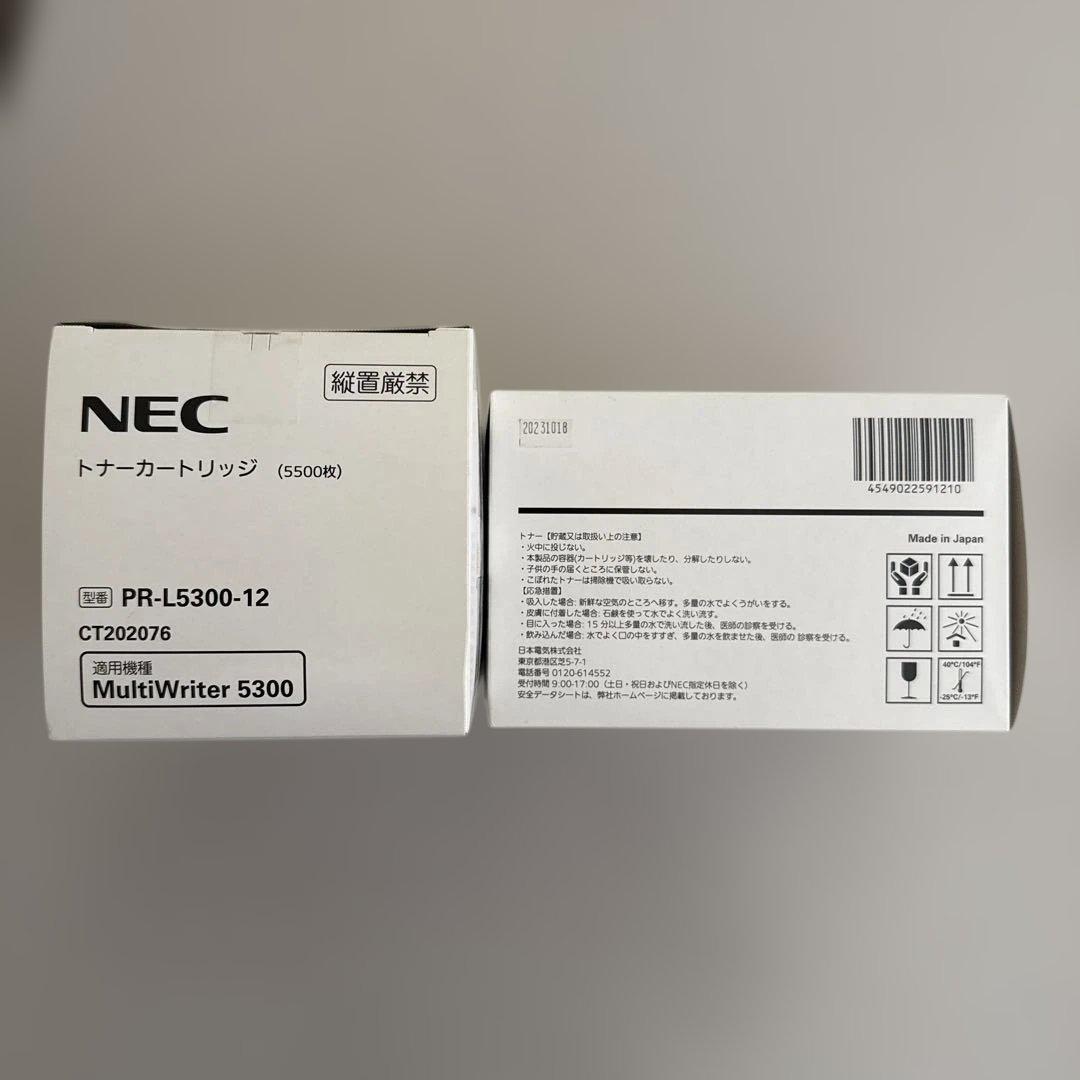 縦置厳禁
NEC
トナーカートリッジ (5500枚)
型番 PR-L5300-12
CT202076
適用機種
MultiWriter 5300
20231018
4549022591210
トナー【貯蔵又は取扱い上の注意】
・火中に投じない。
・本製品の容器(カートリッジ等)を壊したり、分解したりしない。
・子供の手の届くところに保管しない。
・こぼれたトナーは掃除機で吸い取らない。
【応急措置】
・吸入した場合: 新鮮な空気のところへ移す。多量の水でよくうがいをする。
・皮膚に付着した場合: 石鹸を使って水でよく洗い流す。
・目に入った場合: 15 分以上多量の水で洗い流した後、医師の診察を受ける。
・飲み込んだ場合: 水でよく口の中をすすぎ、多量の水を飲ませた後、医師の 診察を受ける。
日本電気株式会社
東京都港区芝5-7-1
電話番号 0120-614552
受付時間 9:00-17:00（土日・祝日およびNEC指定休日を除く）
安全データシートは、弊社ホームページに掲載しております。
Made in Japan
40°C/104°F
-25°C/-13°F